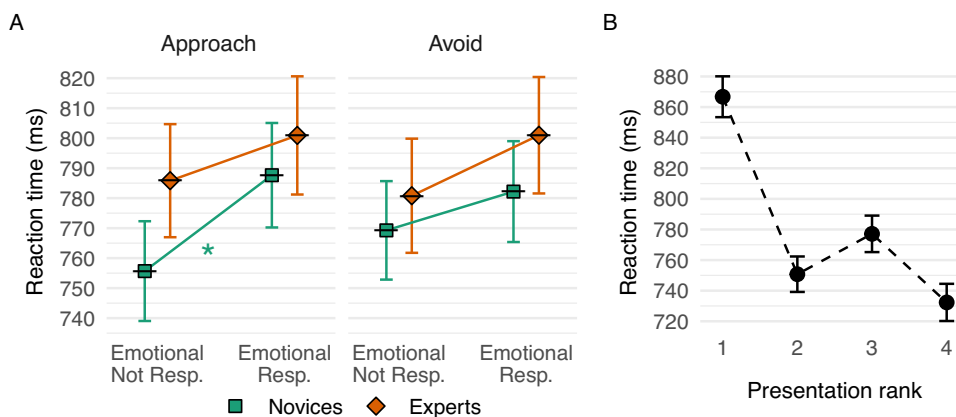 A
Approach
Avoid
Reaction time (ms)
820
810
800
790
780
770
760
750
740
*
Emotional
Not Resp.
Emotional
Resp.
Emotional
Not Resp.
Emotional
Resp.
Novices
Experts
B
Reaction time (ms)
880
860
840
820
800
780
760
740
720
1 2 3 4
Presentation rank